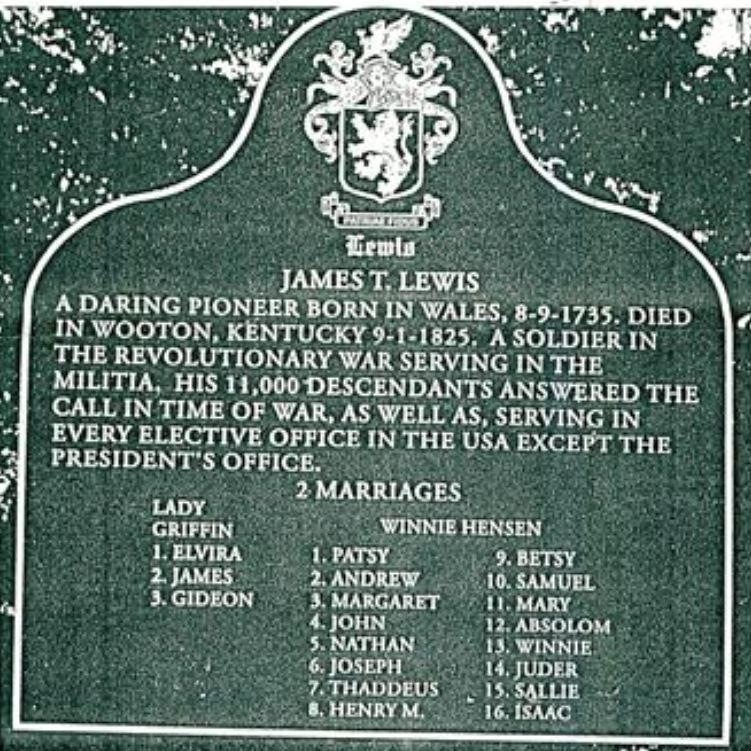 PATRIAE FIDUS
Lewis
JAMES T. LEWIS
A DARING PIONEER BORN IN WALES, 8-9-1735. DIED
IN WOOTON, KENTUCKY 9-1-1825. A SOLDIER IN
THE REVOLUTIONARY WAR SERVING IN THE
MILITIA, HIS 11,000 DESCENDANTS ANSWERED THE
CALL IN TIME OF WAR, AS WELL AS, SERVING IN
EVERY ELECTIVE OFFICE IN THE USA EXCEPT THE
PRESIDENT'S OFFICE.
2 MARRIAGES
LADY
GRIFFIN
1. ELVIRA
2. JAMES
3. GIDEON
WINNIE HENSEN
1. PATSY
2. ANDREW
3. MARGARET
4. JOHN
5. NATHAN
6. JOSEPH
7. THADDEUS
8. HENRY M.
9. BETSY
10. SAMUEL
11. MARY
12. ABSOLOM
13. WINNIE
14. JUDER
15. SALLIE
16. ISAAC